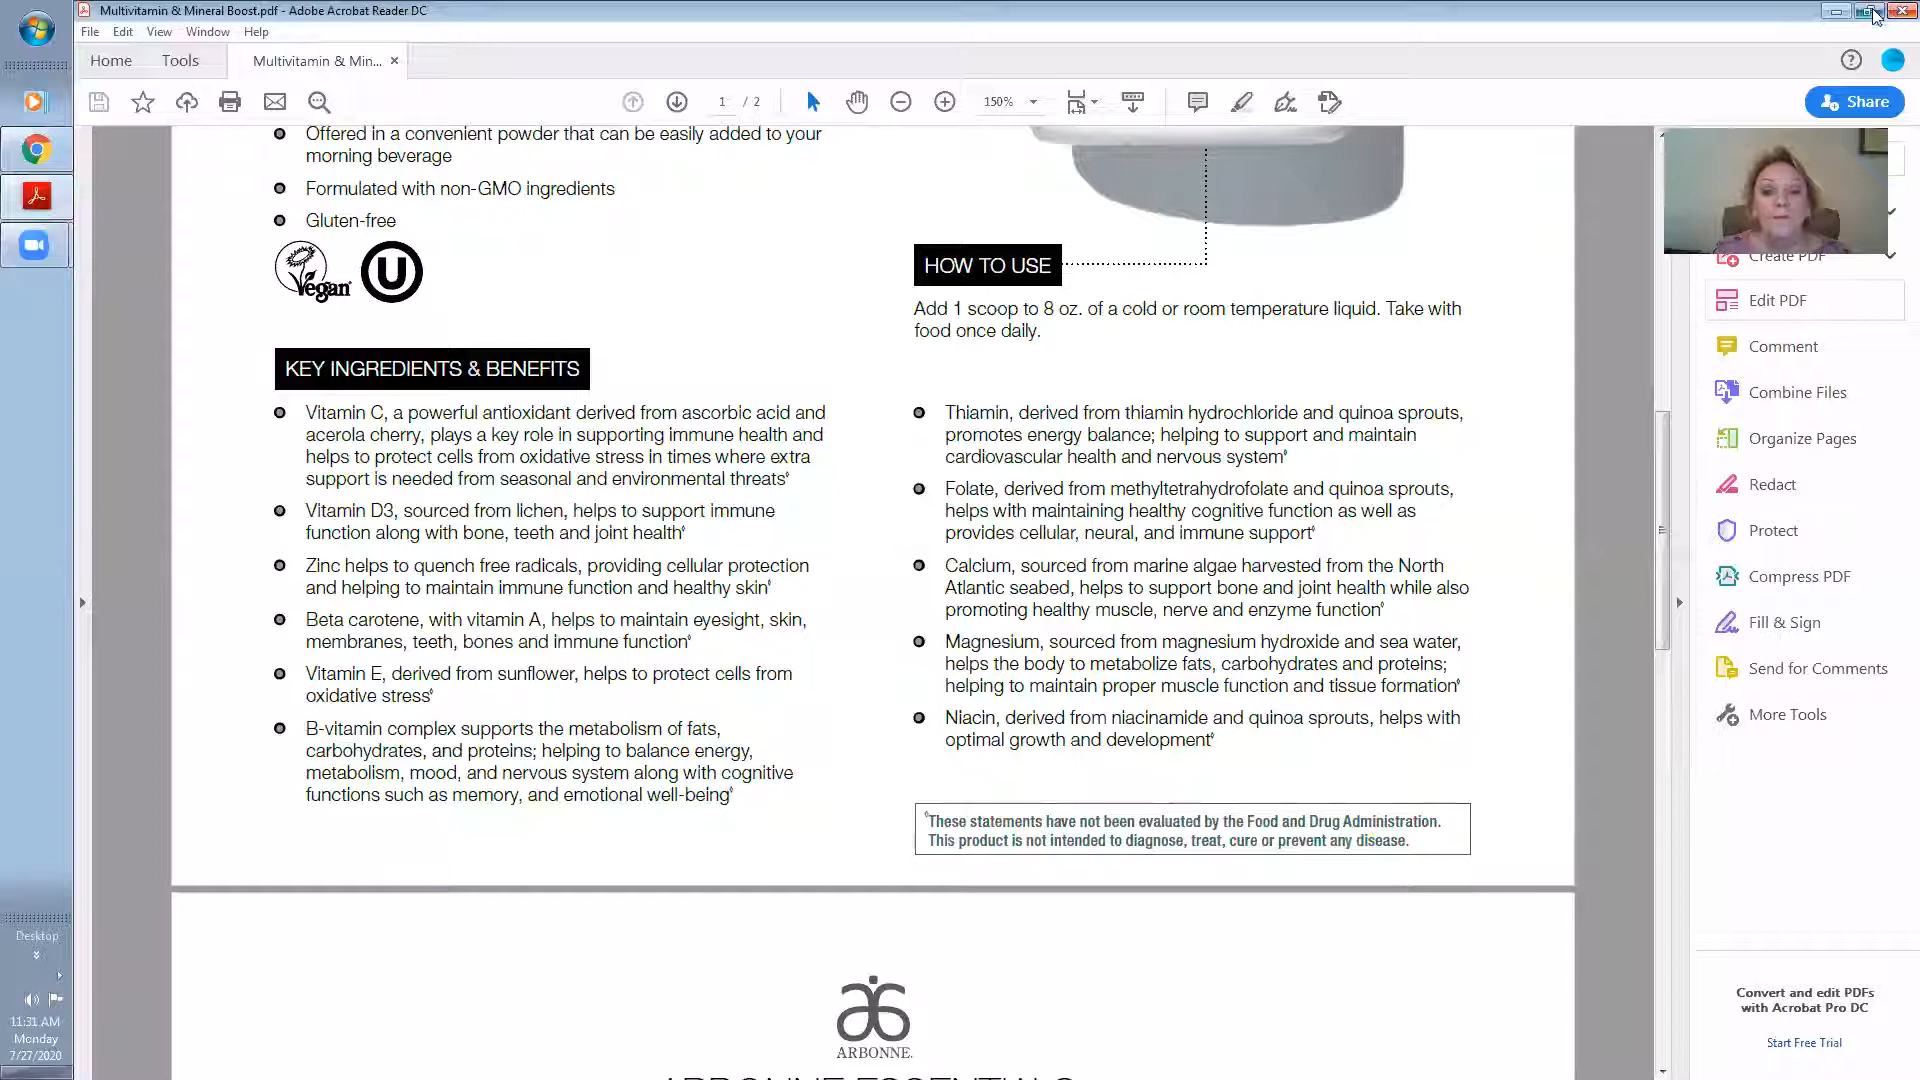 Multivitamin & Mineral Boost.pdf - Adobe Acrobat Reader DC
File Edit View Window Help
Home Tools Multivitamin & Min... ×
1 / 2 150% Share
Offered in a convenient powder that can be easily added to your
morning beverage
Formulated with non-GMO ingredients
Gluten-free
Vegan U
KEY INGREDIENTS & BENEFITS
Vitamin C, a powerful antioxidant derived from ascorbic acid and
acerola cherry, plays a key role in supporting immune health and
helps to protect cells from oxidative stress in times where extra
support is needed from seasonal and environmental threats◊
Vitamin D3, sourced from lichen, helps to support immune
function along with bone, teeth and joint health◊
Zinc helps to quench free radicals, providing cellular protection
and helping to maintain immune function and healthy skin◊
Beta carotene, with vitamin A, helps to maintain eyesight, skin,
membranes, teeth, bones and immune function◊
Vitamin E, derived from sunflower, helps to protect cells from
oxidative stress◊
B-vitamin complex supports the metabolism of fats,
carbohydrates, and proteins; helping to balance energy,
metabolism, mood, and nervous system along with cognitive
functions such as memory, and emotional well-being◊
HOW TO USE
Add 1 scoop to 8 oz. of a cold or room temperature liquid. Take with
food once daily.
Thiamin, derived from thiamin hydrochloride and quinoa sprouts,
promotes energy balance; helping to support and maintain
cardiovascular health and nervous system◊
Folate, derived from methyltetrahydrofolate and quinoa sprouts,
helps with maintaining healthy cognitive function as well as
provides cellular, neural, and immune support◊
Calcium, sourced from marine algae harvested from the North
Atlantic seabed, helps to support bone and joint health while also
promoting healthy muscle, nerve and enzyme function◊
Magnesium, sourced from magnesium hydroxide and sea water,
helps the body to metabolize fats, carbohydrates and proteins;
helping to maintain proper muscle function and tissue formation◊
Niacin, derived from niacinamide and quinoa sprouts, helps with
optimal growth and development◊
◊These statements have not been evaluated by the Food and Drug Administration.
This product is not intended to diagnose, treat, cure or prevent any disease.
ARBONNE.
ARBONNE ESSENTIALS
Create PDF
Edit PDF
Comment
Combine Files
Organize Pages
Redact
Protect
Compress PDF
Fill & Sign
Send for Comments
More Tools
Convert and edit PDFs
with Acrobat Pro DC
Start Free Trial
Desktop
11:31 AM
Monday
7/27/2020